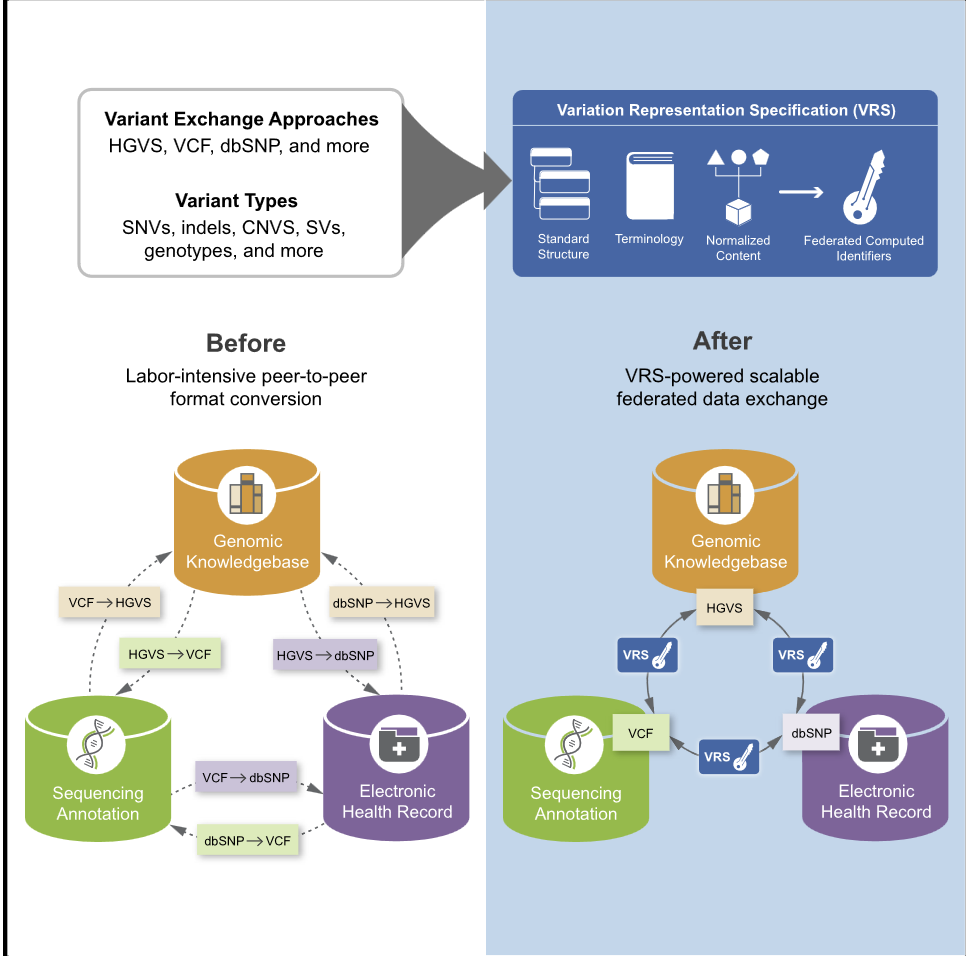 Variant Exchange Approaches
HGVS, VCF, dbSNP, and more
Variant Types
SNVs, indels, CNVS, SVs,
genotypes, and more
Variation Representation Specification (VRS)
Standard
Structure
Terminology
Normalized
Content
Federated Computed
Identifiers
Before
Labor-intensive peer-to-peer
format conversion
Genomic
Knowledgebase
VCF→HGVS
dbSNP→HGVS
HGVS→VCF
HGVS→dbSNP
Sequencing
Annotation
VCF→dbSNP
Electronic
Health Record
dbSNP→VCF
After
VRS-powered scalable
federated data exchange
Genomic
Knowledgebase
HGVS
VRS
VRS
VCF
dbSNP
VRS
Sequencing
Annotation
Electronic
Health Record